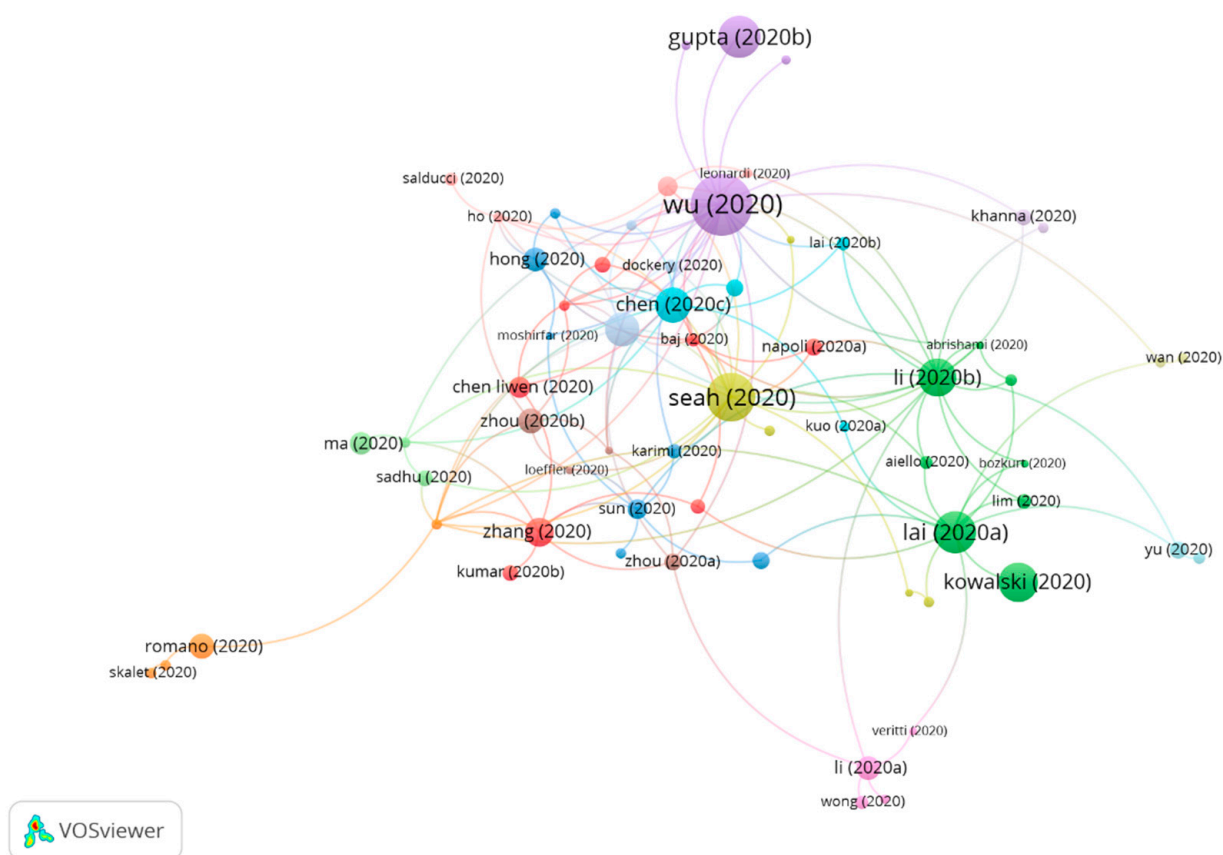 gupta (2020b)
leonardi (2020)
salducci (2020)
wu (2020)
ho (2020)
khanna (2020)
lai (2020b)
hong (2020)
dockery (2020)
chen (2020c)
moshirfar (2020)
baj (2020)
napoli (2020a)
abrishami (2020)
wan (2020)
li (2020b)
chen liwen (2020)
seah (2020)
zhou (2020b)
kuo (2020a)
ma (2020)
karimi (2020)
aiello (2020)
bozkurt (2020)
loeffler (2020)
sadhu (2020)
lim (2020)
sun (2020)
zhang (2020)
lai (2020a)
yu (2020)
zhou (2020a)
kumar (2020b)
kowalski (2020)
romano (2020)
skalet (2020)
veritti (2020)
li (2020a)
wong (2020)
VOSviewer